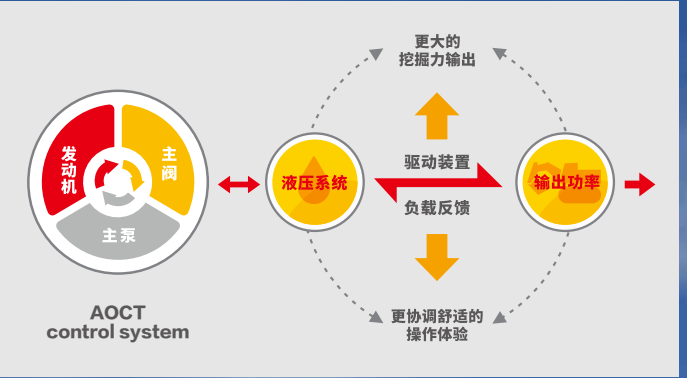 更大的
挖掘力输出
发动机
主阀
主泵
液压系统
驱动装置
负载反馈
输出功率
更协调舒适的
操作体验
AOCT
control system